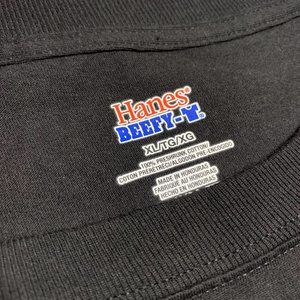 Hanes®
BEEFY-T®
XL/TG/XG
100% PRESHRUNK COTTON/
COTON PRÉRÉTRÉCI/ALGODÓN PRE-ENCOGIDO
MADE IN HONDURAS
FABRIQUÉ AU HONDURAS
HECHO EN HONDURAS